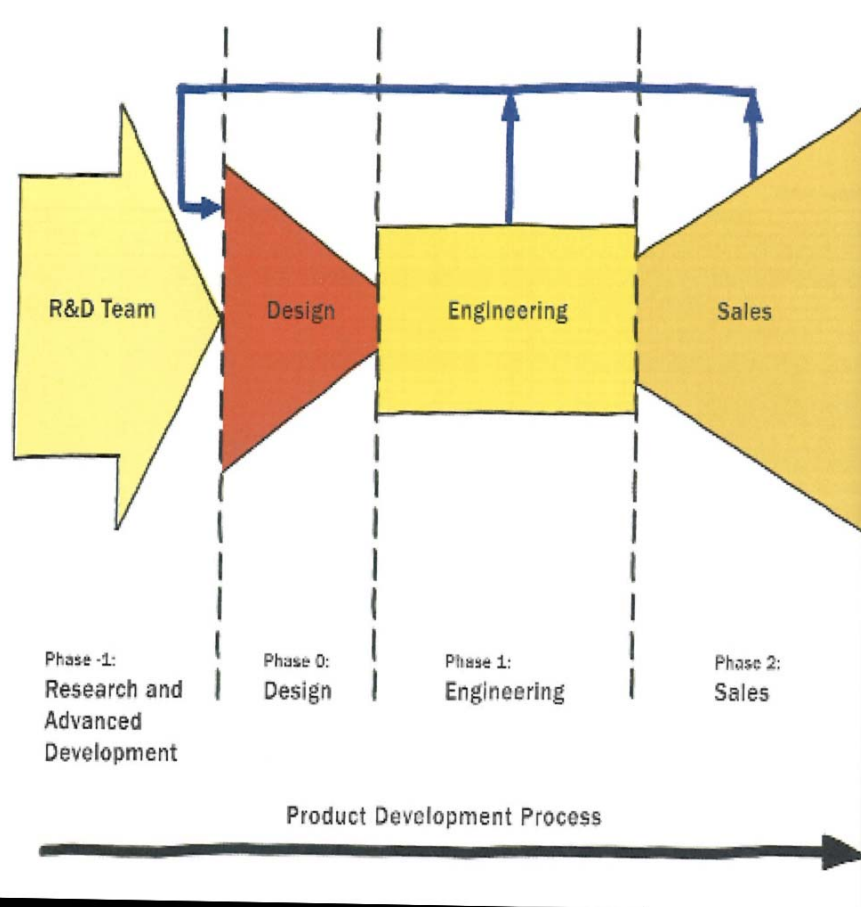 R&D Team
Design
Engineering
Sales
Phase -1:
Research and
Advanced
Development
Phase 0:
Design
Phase 1:
Engineering
Phase 2:
Sales
Product Development Process